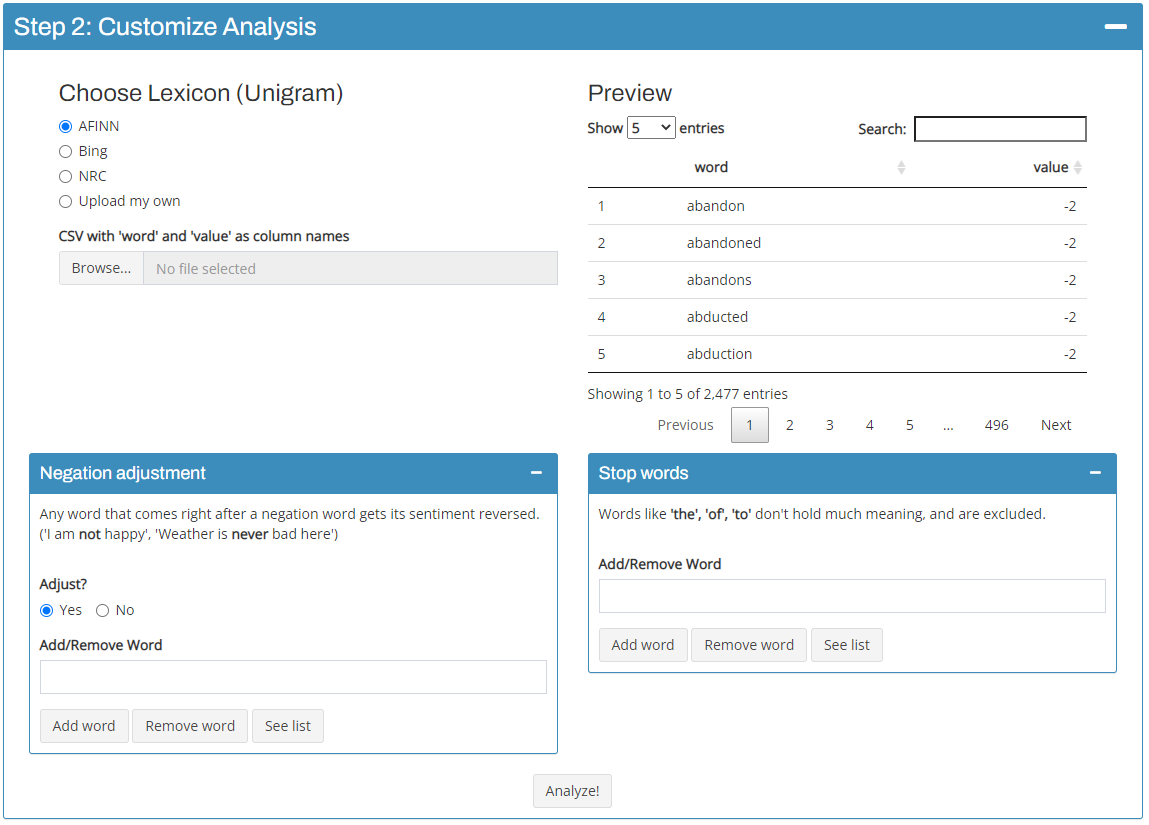 Step 2: Customize Analysis
Choose Lexicon (Unigram)
AFINN
Bing
NRC
Upload my own
CSV with 'word' and 'value' as column names
Browse... No file selected
Preview
Show 5 entries Search:
word value
1 abandon -2
2 abandoned -2
3 abandons -2
4 abducted -2
5 abduction -2
Showing 1 to 5 of 2,477 entries
Previous 1 2 3 4 5 ... 496 Next
Negation adjustment
Any word that comes right after a negation word gets its sentiment reversed.
('I am not happy', 'Weather is never bad here')
Adjust?
Yes No
Add/Remove Word
Add word Remove word See list
Stop words
Words like 'the', 'of', 'to' don't hold much meaning, and are excluded.
Add/Remove Word
Add word Remove word See list
Analyze!